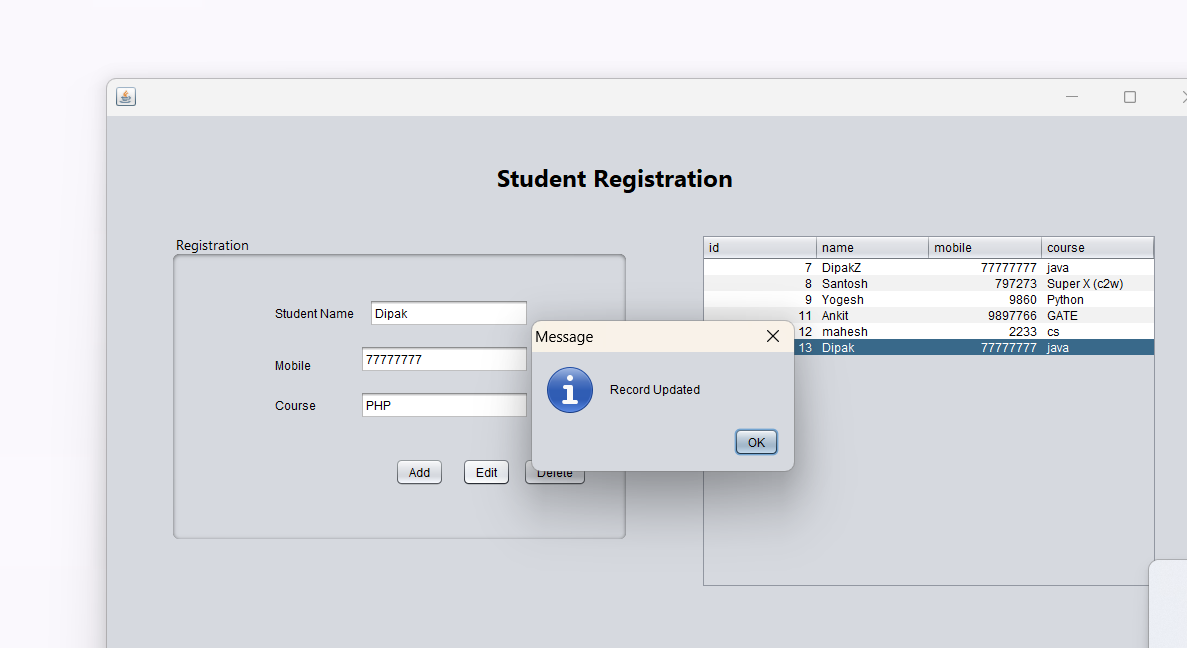 Student Registration
Registration
Student Name Dipak
Mobile 77777777
Course PHP
Add Edit Delete
id name mobile course
7 DipakZ 77777777 java
8 Santosh 797273 Super X (c2w)
9 Yogesh 9860 Python
11 Ankit 9897766 GATE
12 mahesh 2233 cs
13 Dipak 77777777 java
Message
Record Updated
OK